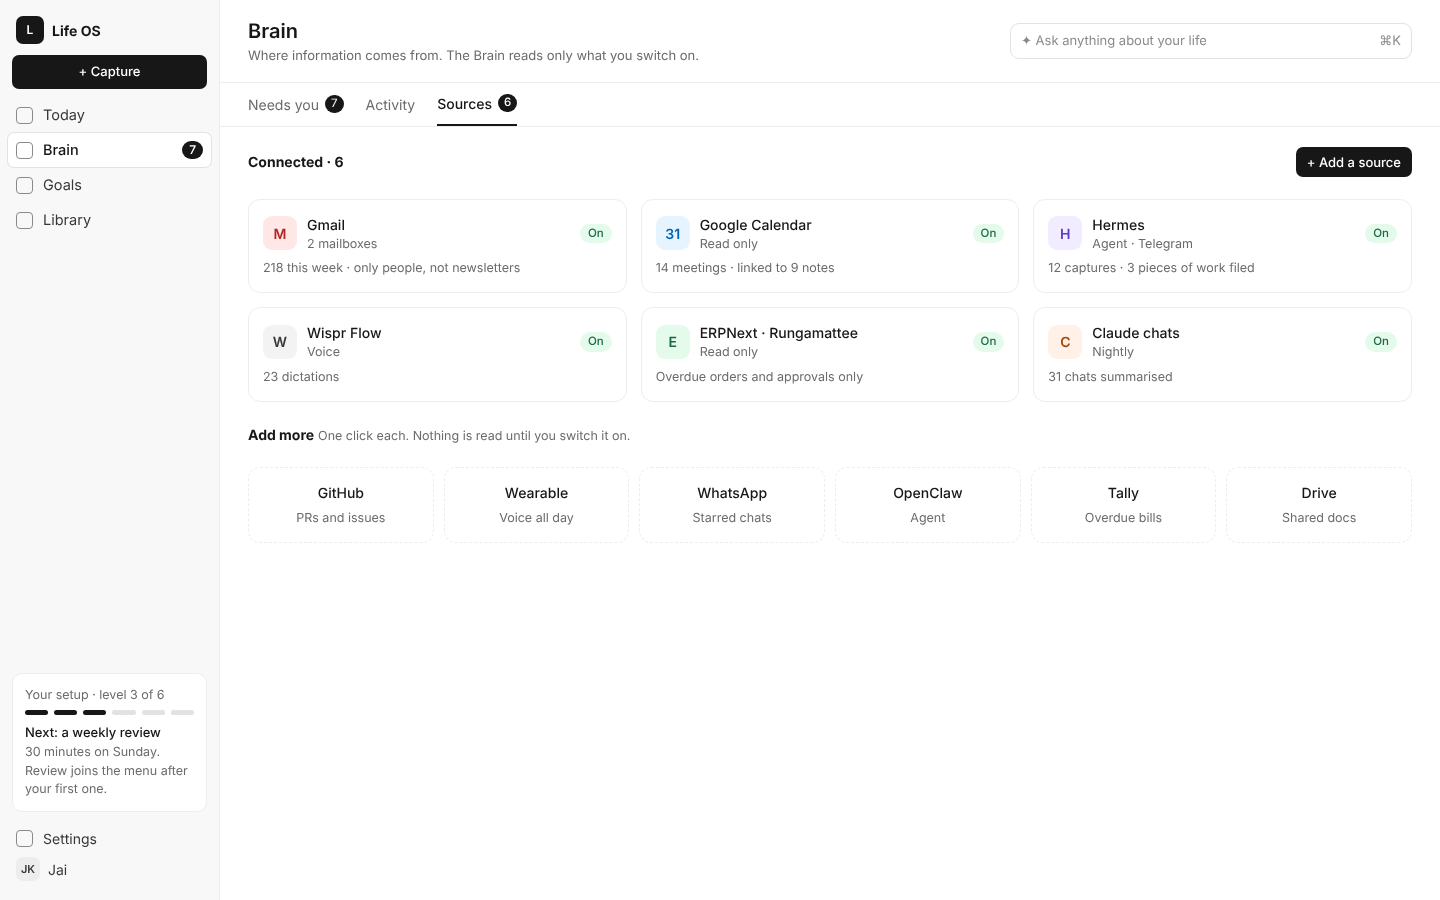 L Life OS
+ Capture
Today
Brain 7
Goals
Library
Your setup · level 3 of 6
Next: a weekly review
30 minutes on Sunday.
Review joins the menu after
your first one.
Settings
JK Jai
Brain
Where information comes from. The Brain reads only what you switch on.
✦ Ask anything about your life ⌘K
Needs you 7 Activity Sources 6
Connected · 6
+ Add a source
M Gmail On
2 mailboxes
218 this week · only people, not newsletters
31 Google Calendar On
Read only
14 meetings · linked to 9 notes
H Hermes On
Agent · Telegram
12 captures · 3 pieces of work filed
W Wispr Flow On
Voice
23 dictations
E ERPNext · Rungamattee On
Read only
Overdue orders and approvals only
C Claude chats On
Nightly
31 chats summarised
Add more One click each. Nothing is read until you switch it on.
GitHub
PRs and issues
Wearable
Voice all day
WhatsApp
Starred chats
OpenClaw
Agent
Tally
Overdue bills
Drive
Shared docs